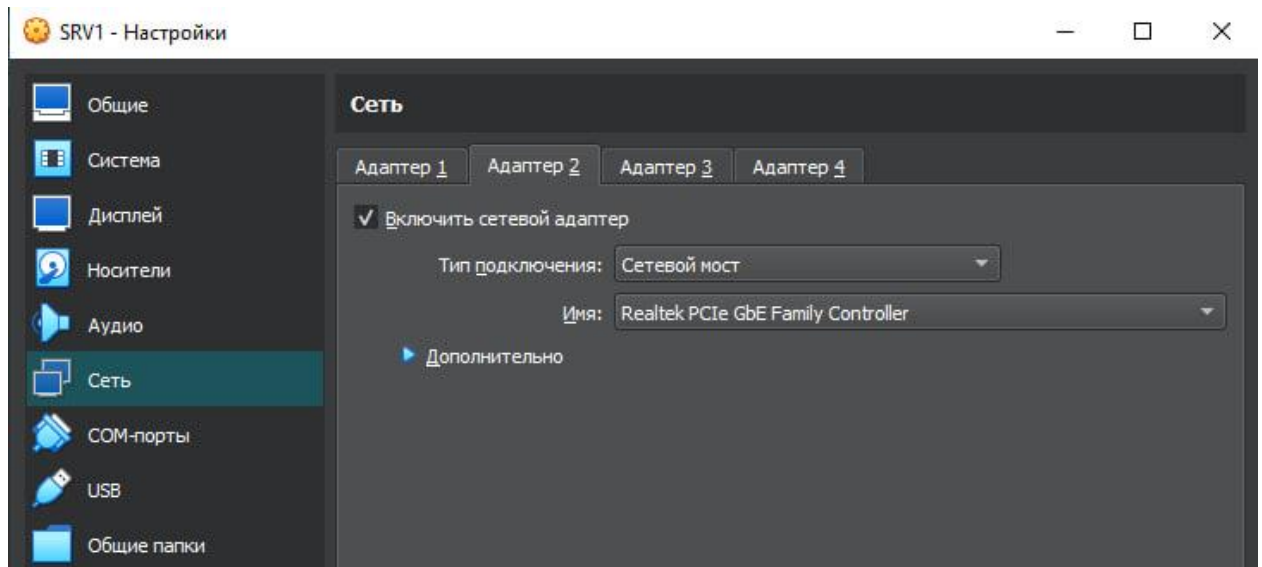 SRV1 - Настройки
Общие
Система
Дисплей
Носители
Аудио
Сеть
COM-порты
USB
Общие папки
Сеть
Адаптер 1 Адаптер 2 Адаптер 3 Адаптер 4
Включить сетевой адаптер
Тип подключения: Сетевой мост
Имя: Realtek PCIe GbE Family Controller
Дополнительно